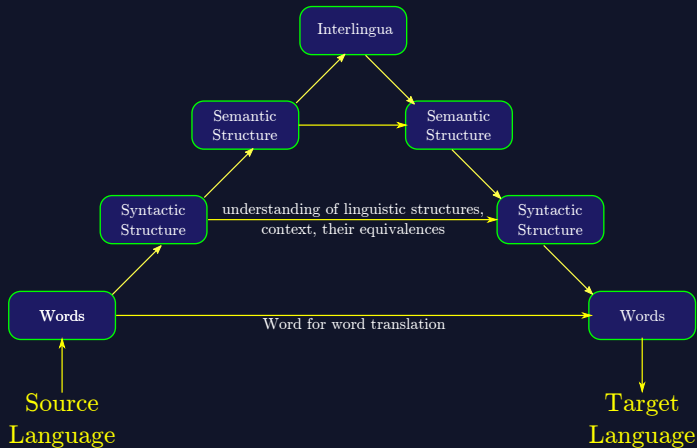 Interlingua
Semantic
Structure
Semantic
Structure
Syntactic
Structure
understanding of linguistic structures,
context, their equivalences
Syntactic
Structure
Words
Word for word translation
Words
Source
Language
Target
Language